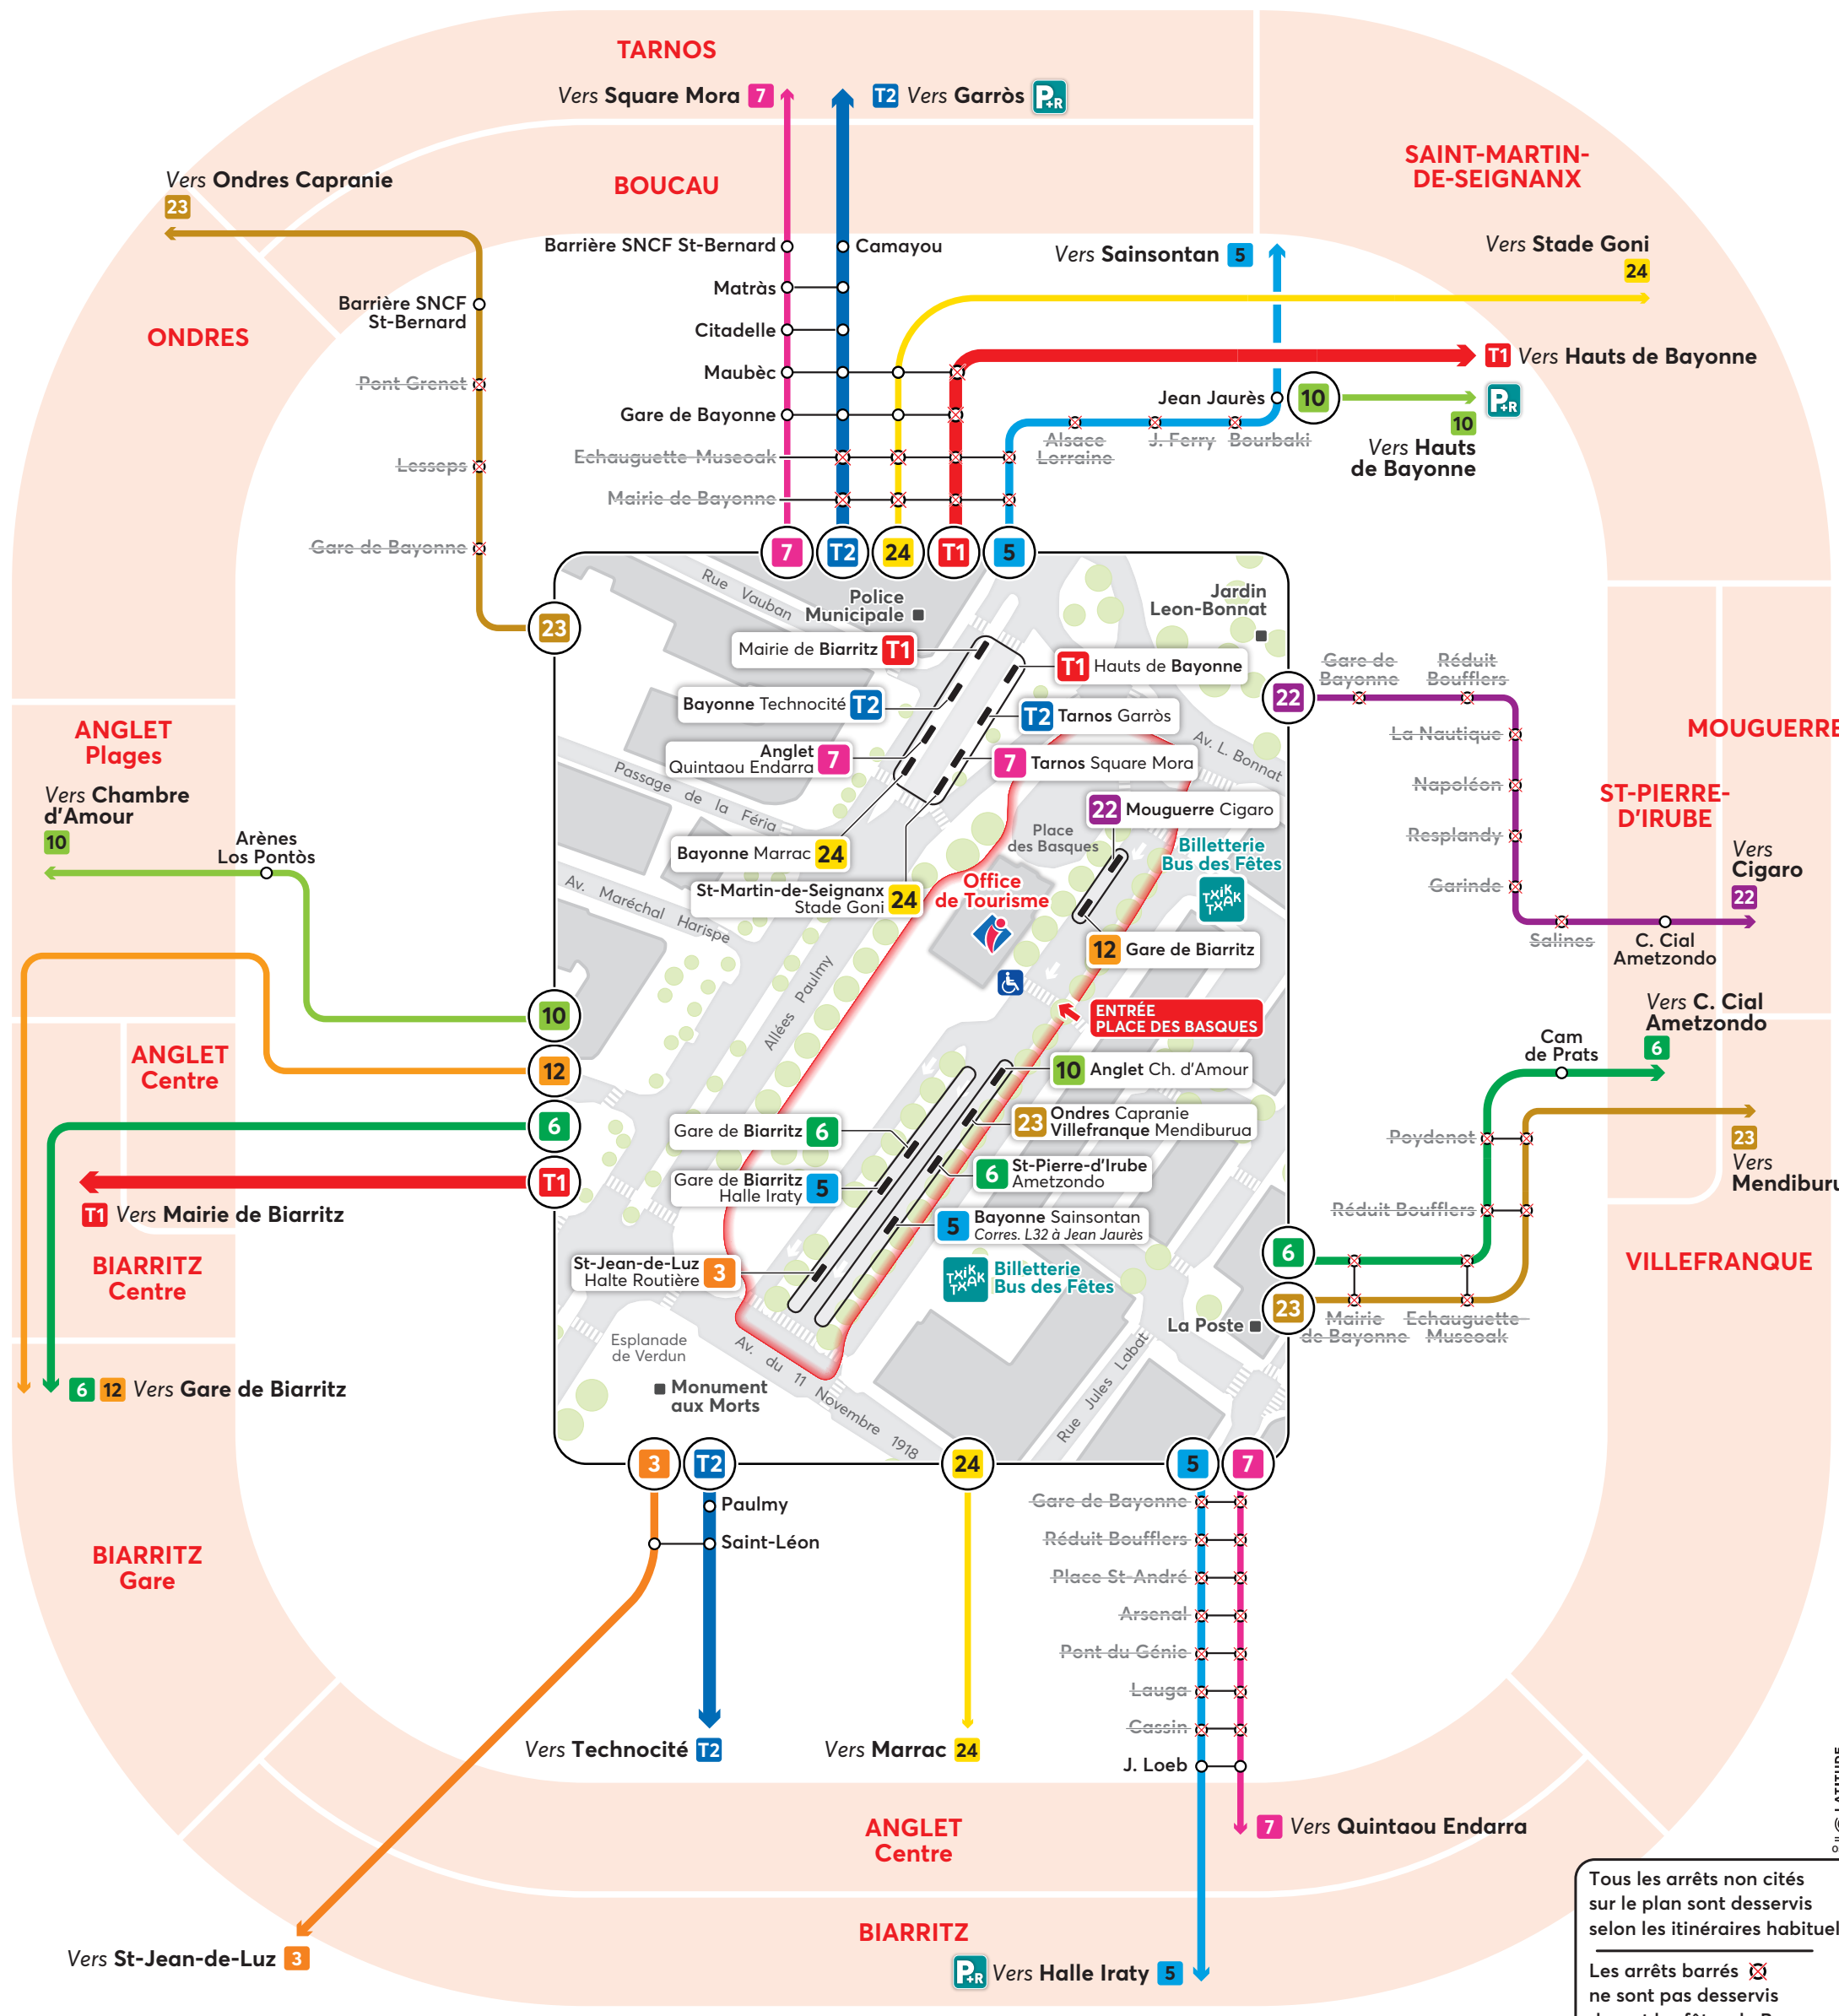 TARNOS
Vers Square Mora 7
T2 Vers Garròs P+R
SAINT-MARTIN-
DE-SEIGNANX
BOUCAU
Vers Ondres Capranie
23
Barrière SNCF St-Bernard
Camayou
Vers Sainsontan 5
Vers Stade Goni
24
Matràs
Barrière SNCF
St-Bernard
ONDRES
Citadelle
Maubèc
T1 Vers Hauts de Bayonne
Pont Grenet
Jean Jaurès 10
P+R
10
Vers Hauts
de Bayonne
Gare de Bayonne
Alsace
Lorraine
J. Ferry
Bourbaki
Echauguette Museoak
Lesseps
Mairie de Bayonne
Gare de Bayonne
7 T2 24 T1 5
23
Rue Vauban
Police
Municipale
Jardin
Leon-Bonnat
Mairie de Biarritz T1
T1 Hauts de Bayonne
Bayonne Technocité T2
T2 Tarnos Garròs
Anglet
Quintaou Endarra 7
7 Tarnos Square Mora
Av. L. Bonnat
Passage de la Féria
22 Mouguerre Cigaro
Place
des Basques
Bayonne Marrac 24
Billetterie
Bus des Fêtes
TXIK TXAK
St-Martin-de-Seignanx
Stade Goni 24
Office
de Tourisme
Av. Maréchal Harispe
12 Gare de Biarritz
Allées Paulmy
ENTRÉE
PLACE DES BASQUES
10 Anglet Ch. d'Amour
23 Ondres Capranie
Villefranque Mendiburua
Gare de Biarritz 6
6 St-Pierre-d'Irube
Ametzondo
Gare de Biarritz
Halle Iraty 5
5 Bayonne Sainsontan
Corres. L32 à Jean Jaurès
St-Jean-de-Luz
Halte Routière 3
TXIK TXAK
Billetterie
Bus des Fêtes
Esplanade
de Verdun
Av. du 11 Novembre 1918
La Poste
Rue Jules Labat
Monument
aux Morts
22
Gare de
Bayonne
Réduit
Boufflers
La Nautique
MOUGUERRE
Napoléon
ST-PIERRE-
D'IRUBE
Resplandy
Garinde
Vers
Cigaro
22
Salines
C. Cial
Ametzondo
Vers C. Cial
Ametzondo
6
Cam
de Prats
Poydenot
23
Vers
Mendiburu
Réduit Boufflers
6
23
Mairie
de Bayonne
Echauguette
Museoak
VILLEFRANQUE
ANGLET
Plages
Vers Chambre
d'Amour
10
Arènes
Los Pontòs
10
12
6
T1
ANGLET
Centre
T1 Vers Mairie de Biarritz
BIARRITZ
Centre
6 12 Vers Gare de Biarritz
BIARRITZ
Gare
3 T2 24 5 7
Paulmy
Saint-Léon
Gare de Bayonne
Réduit Boufflers
Place St-André
Arsenal
Pont du Génie
Lauga
Cassin
J. Loeb
Vers Technocité T2
Vers Marrac 24
ANGLET
Centre
7 Vers Quintaou Endarra
BIARRITZ
Vers St-Jean-de-Luz 3
P+R Vers Halle Iraty 5
LATITUDE
Tous les arrêts non cités
sur le plan sont desservis
selon les itinéraires habituel
Les arrêts barrés
ne sont pas desservis